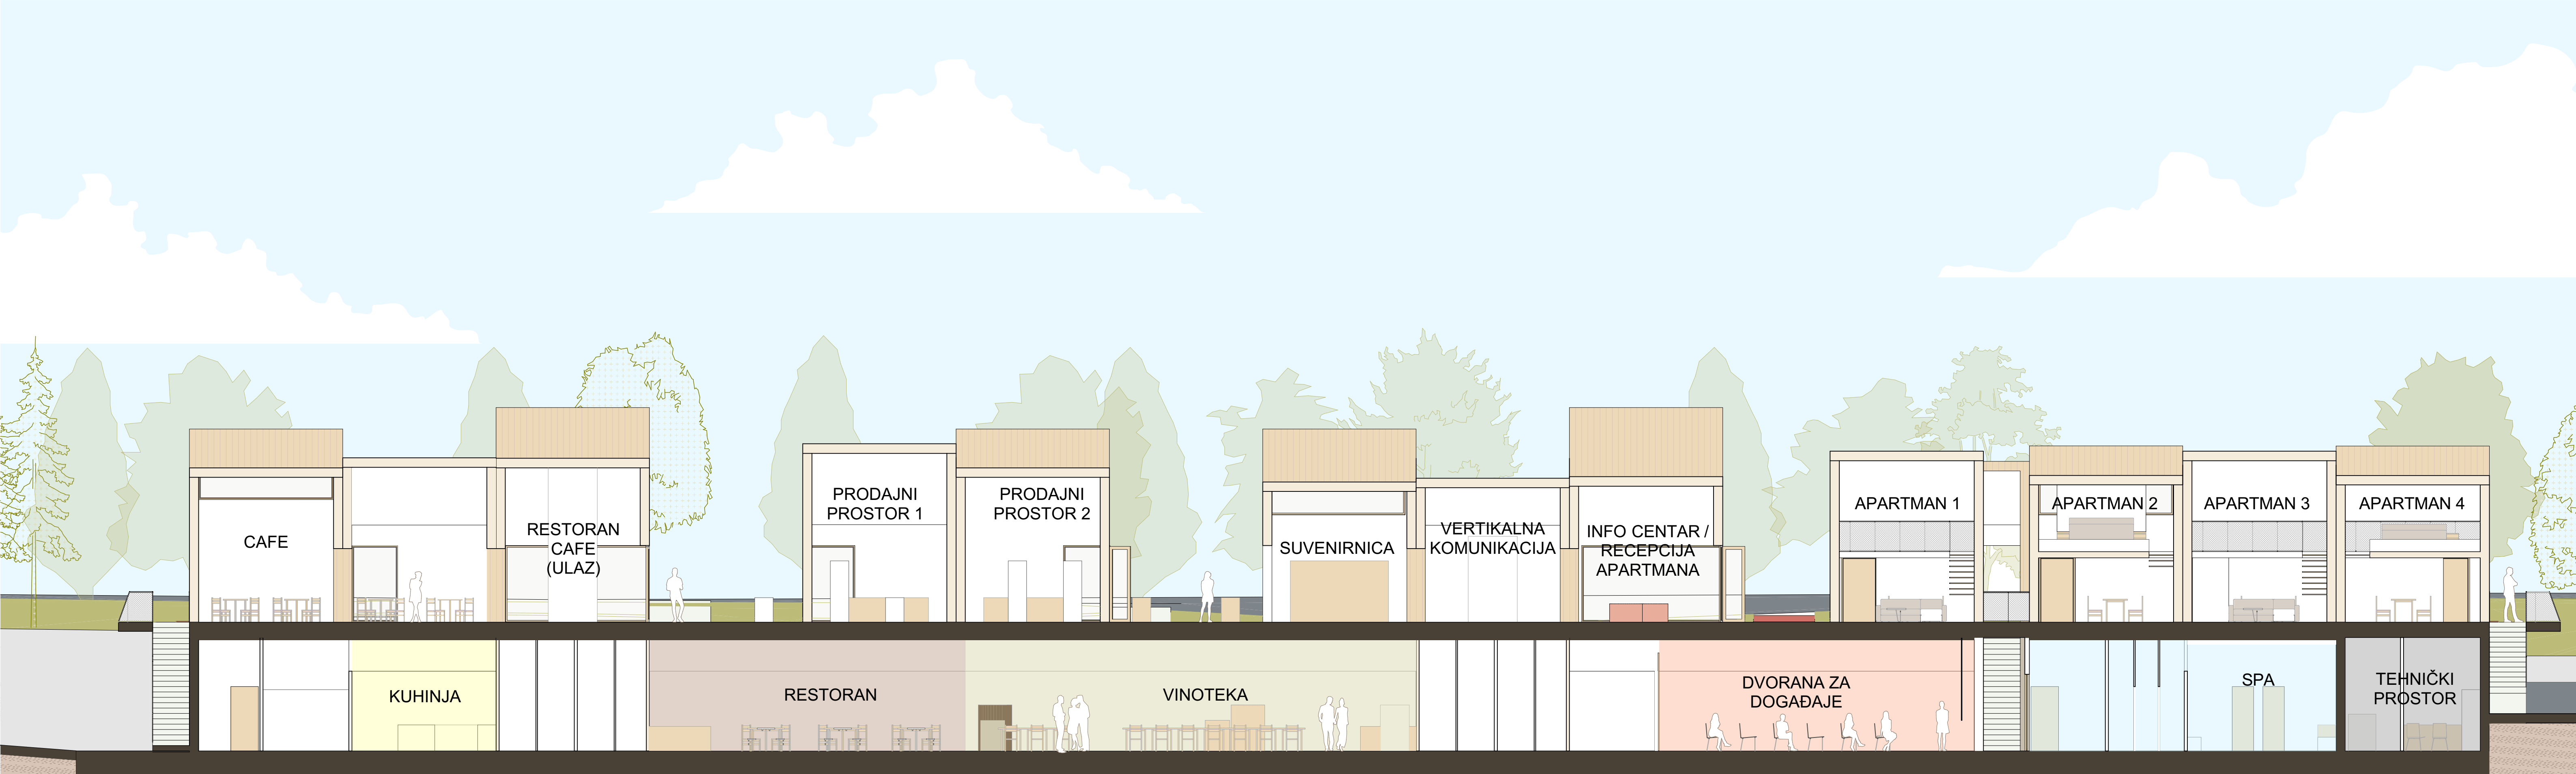 CAFE
RESTORAN
CAFE
(ULAZ)
PRODAJNI
PROSTOR 1
PRODAJNI
PROSTOR 2
SUVENIRNICA
VERTIKALNA
KOMUNIKACIJA
INFO CENTAR /
RECEPCIJA
APARTMANA
APARTMAN 1
APARTMAN 2
APARTMAN 3
APARTMAN 4
KUHINJA
RESTORAN
VINOTEKA
DVORANA ZA
DOGAĐAJE
SPA
TEHNIČKI
PROSTOR